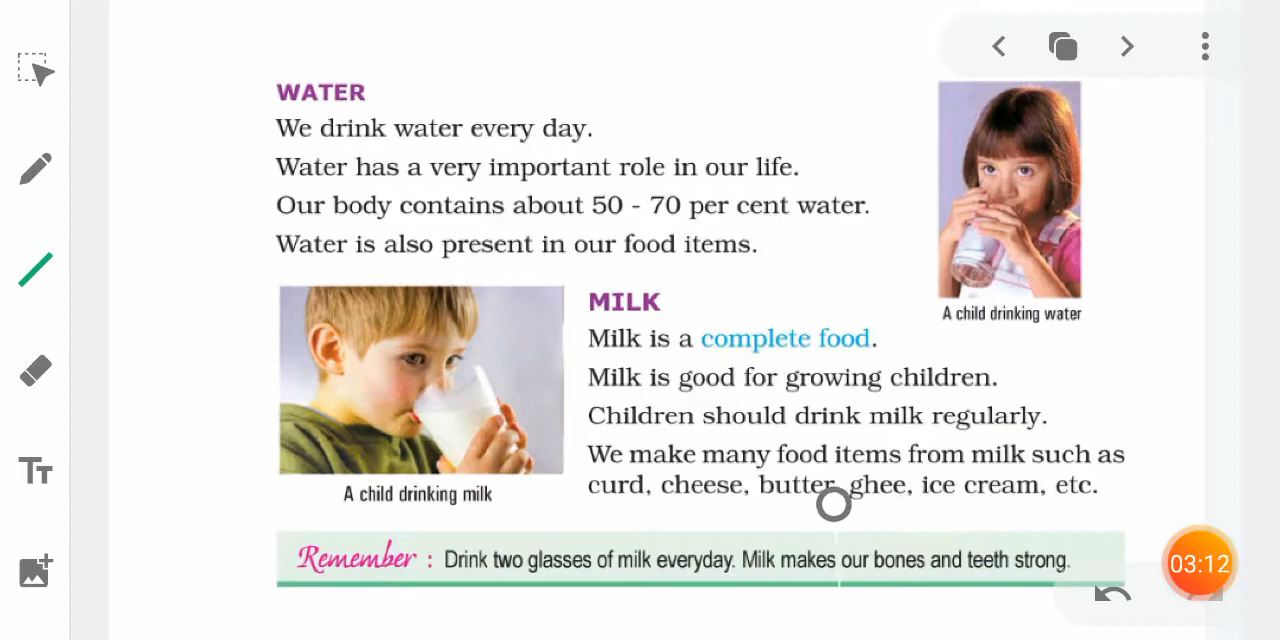 WATER
We drink water every day.
Water has a very important role in our life.
Our body contains about 50 - 70 per cent water.
Water is also present in our food items.
A child drinking water
MILK
Milk is a complete food.
Milk is good for growing children.
Children should drink milk regularly.
We make many food items from milk such as
curd, cheese, butter, ghee, ice cream, etc.
A child drinking milk
Remember : Drink two glasses of milk everyday. Milk makes our bones and teeth strong.
03:12
TT